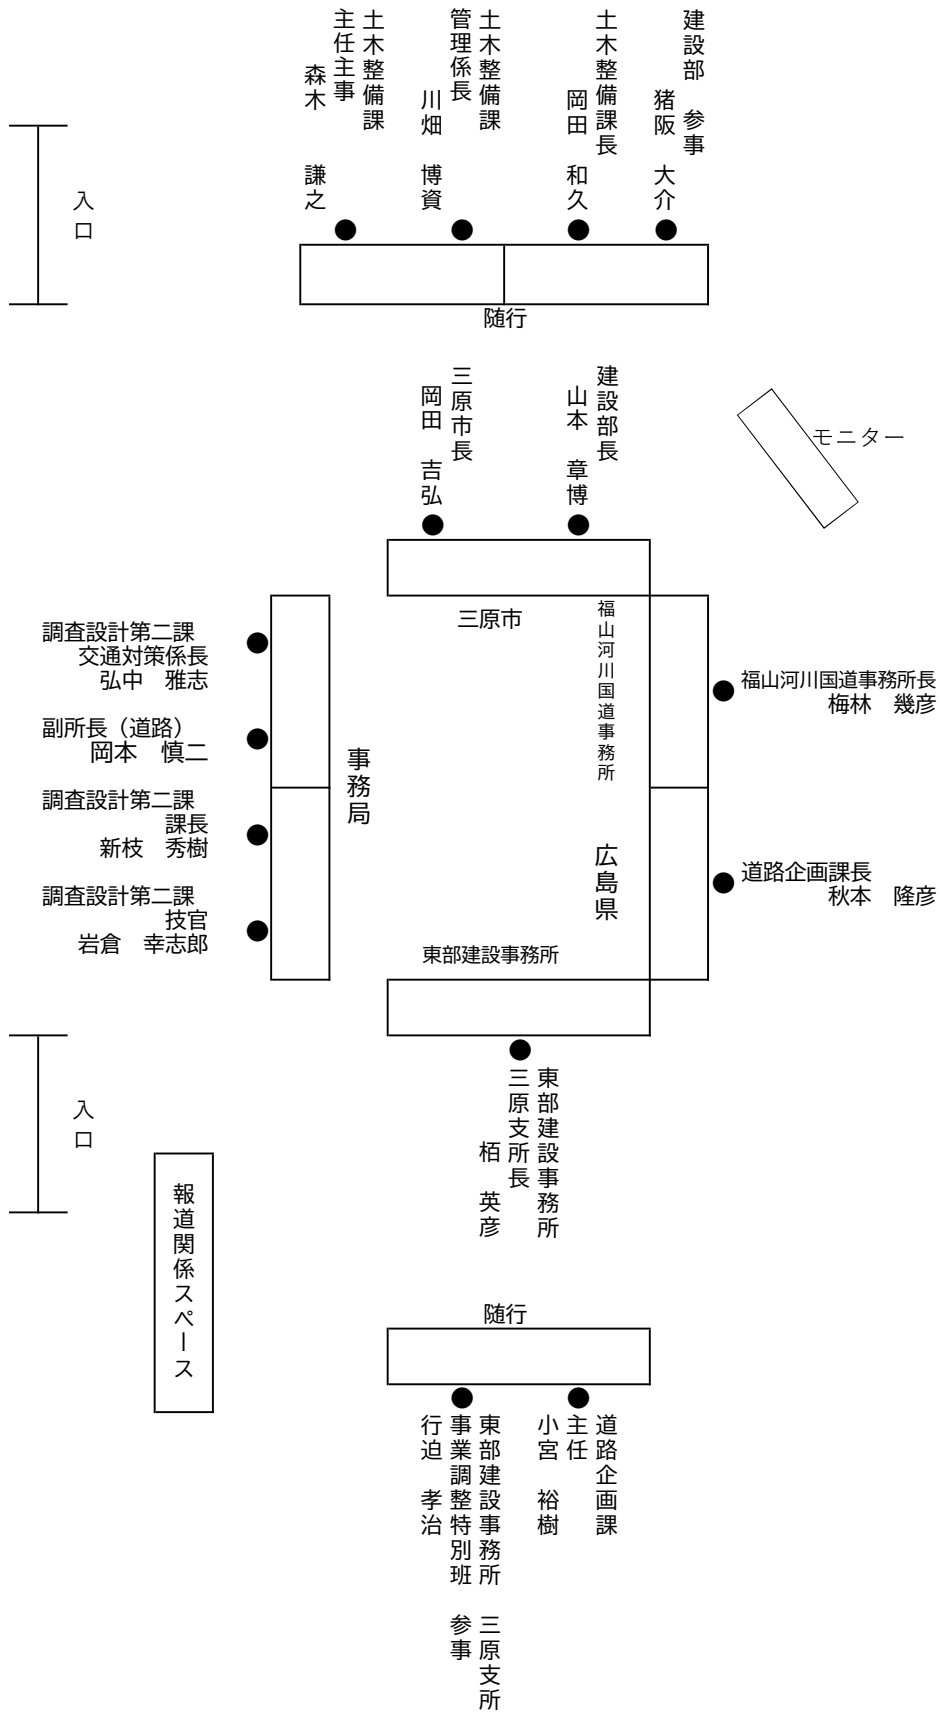 建設部　参事
猪阪　大介
土木整備課長
岡田　和久
土木整備課
管理係長
川畑　博資
土木整備課
主任主事
森木　謙之
入口
随行
建設部長
山本　章博
三原市長
岡田　吉弘
モニター
三原市
福山河川国道事務所
福山河川国道事務所長
梅林　幾彦
調査設計第二課
交通対策係長
弘中　雅志
副所長（道路）
岡本　慎二
調査設計第二課
課長
新枝　秀樹
調査設計第二課
技官
岩倉　幸志郎
事務局
広島県
道路企画課長
秋本　隆彦
東部建設事務所
東部建設事務所
三原支所長
栢　英彦
入口
報道関係スペース
随行
道路企画課
主任
小宮　裕樹
東部建設事務所　三原支所
事業調整特別班　参事
行迫　孝治